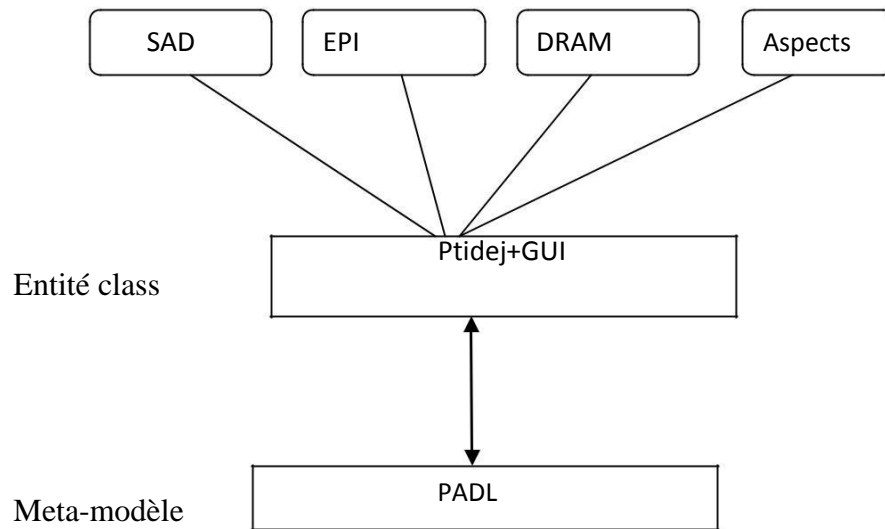 SAD
EPI
DRAM
Aspects
Ptidej+GUI
Entité class
PADL
Meta-modèle